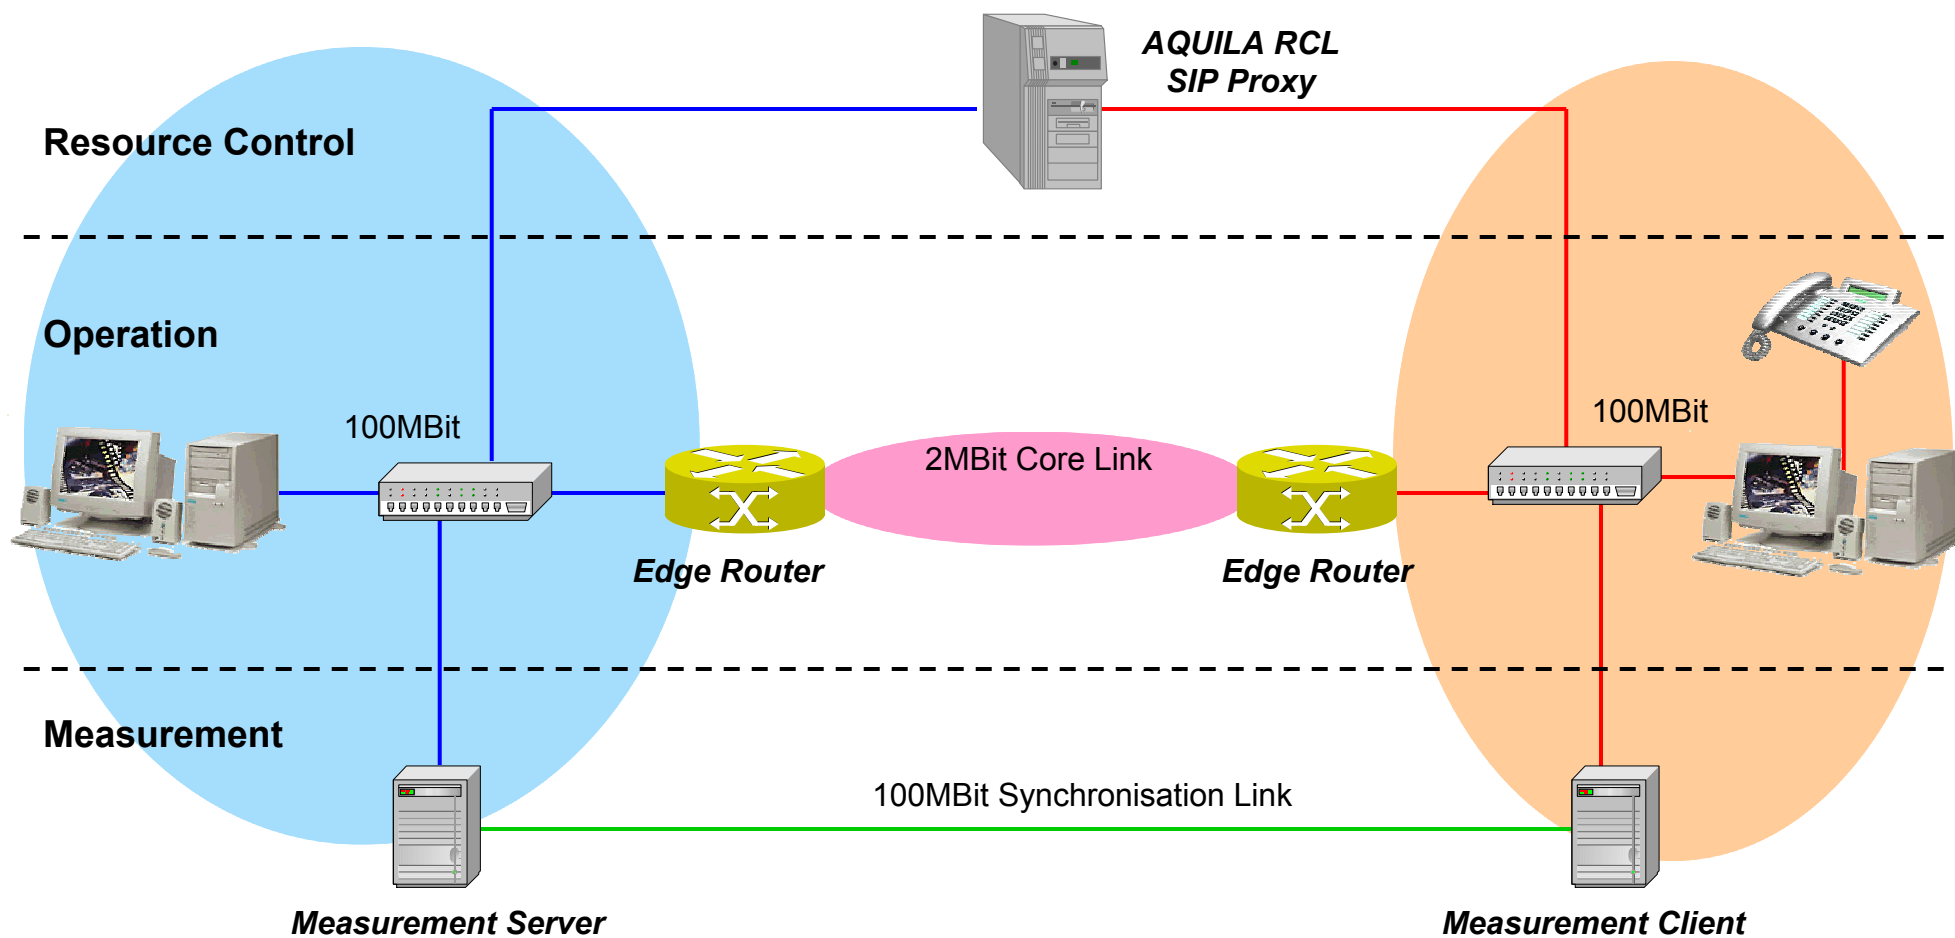 AQUILA RCL
SIP Proxy
Resource Control
Operation
100MBit
100MBit
2MBit Core Link
Edge Router
Edge Router
Measurement
100MBit Synchronisation Link
Measurement Server
Measurement Client